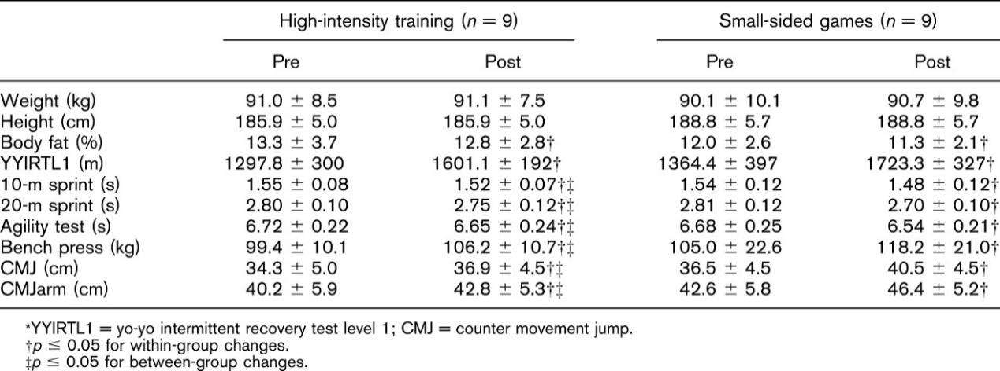 High-intensity training (n = 9) Small-sided games (n = 9)
Pre Post Pre Post
Weight (kg) 91.0 ± 8.5 91.1 ± 7.5 90.1 ± 10.1 90.7 ± 9.8
Height (cm) 185.9 ± 5.0 185.9 ± 5.0 188.8 ± 5.7 188.8 ± 5.7
Body fat (%) 13.3 ± 3.7 12.8 ± 2.8† 12.0 ± 2.6 11.3 ± 2.1†
YYIRTL1 (m) 1297.8 ± 300 1601.1 ± 192† 1364.4 ± 397 1723.3 ± 327†
10-m sprint (s) 1.55 ± 0.08 1.52 ± 0.07†‡ 1.54 ± 0.12 1.48 ± 0.12†
20-m sprint (s) 2.80 ± 0.10 2.75 ± 0.12†‡ 2.81 ± 0.12 2.70 ± 0.10†
Agility test (s) 6.72 ± 0.22 6.65 ± 0.24†‡ 6.68 ± 0.25 6.54 ± 0.21†
Bench press (kg) 99.4 ± 10.1 106.2 ± 10.7†‡ 105.0 ± 22.6 118.2 ± 21.0†
CMJ (cm) 34.3 ± 5.0 36.9 ± 4.5†‡ 36.5 ± 4.5 40.5 ± 4.5†
CMJarm (cm) 40.2 ± 5.9 42.8 ± 5.3†‡ 42.6 ± 5.8 46.4 ± 5.2†
*YYIRTL1 = yo-yo intermittent recovery test level 1; CMJ = counter movement jump.
†p ≤ 0.05 for within-group changes.
‡p ≤ 0.05 for between-group changes.